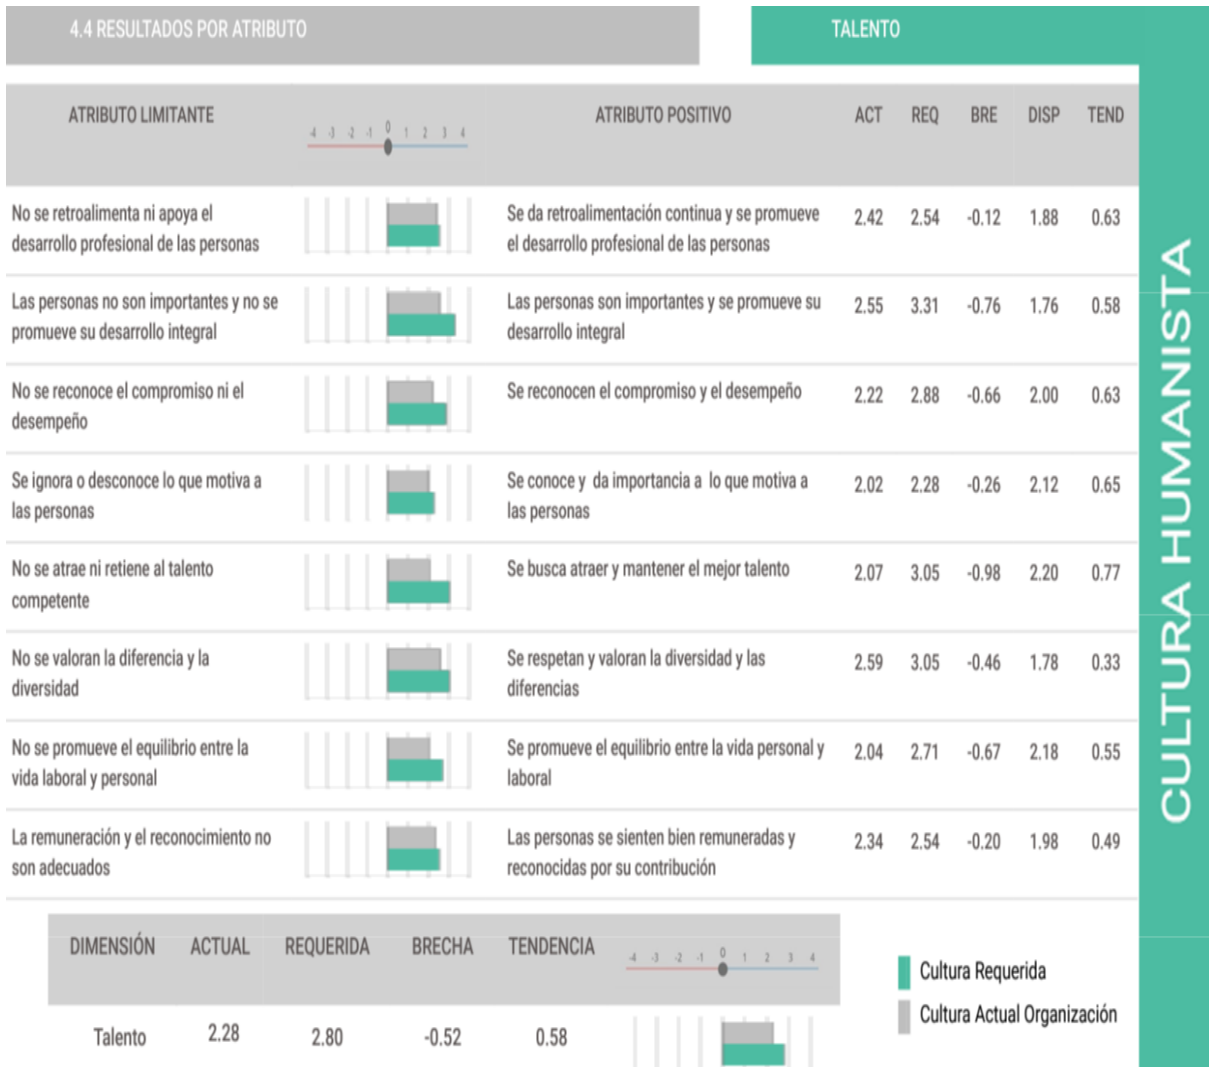 4.4 RESULTADOS POR ATRIBUTO
TALENTO
ATRIBUTO LIMITANTE
-4 -3 -2 -1 0 1 2 3 4
ATRIBUTO POSITIVO
ACT REQ BRE DISP TEND
No se retroalimenta ni apoya el
desarrollo profesional de las personas
Se da retroalimentación continua y se promueve
el desarrollo profesional de las personas
2.42 2.54 -0.12 1.88 0.63
Las personas no son importantes y no se
promueve su desarrollo integral
Las personas son importantes y se promueve su
desarrollo integral
2.55 3.31 -0.76 1.76 0.58
No se reconoce el compromiso ni el
desempeño
Se reconocen el compromiso y el desempeño
2.22 2.88 -0.66 2.00 0.63
Se ignora o desconoce lo que motiva a
las personas
Se conoce y da importancia a lo que motiva a
las personas
2.02 2.28 -0.26 2.12 0.65
No se atrae ni retiene al talento
competente
Se busca atraer y mantener el mejor talento
2.07 3.05 -0.98 2.20 0.77
No se valoran la diferencia y la
diversidad
Se respetan y valoran la diversidad y las
diferencias
2.59 3.05 -0.46 1.78 0.33
No se promueve el equilibrio entre la
vida laboral y personal
Se promueve el equilibrio entre la vida personal y
laboral
2.04 2.71 -0.67 2.18 0.55
La remuneración y el reconocimiento no
son adecuados
Las personas se sienten bien remuneradas y
reconocidas por su contribución
2.34 2.54 -0.20 1.98 0.49
CULTURA HUMANISTA
DIMENSIÓN ACTUAL REQUERIDA BRECHA TENDENCIA
-4 -3 -2 -1 0 1 2 3 4
Talento 2.28 2.80 -0.52 0.58
Cultura Requerida
Cultura Actual Organización